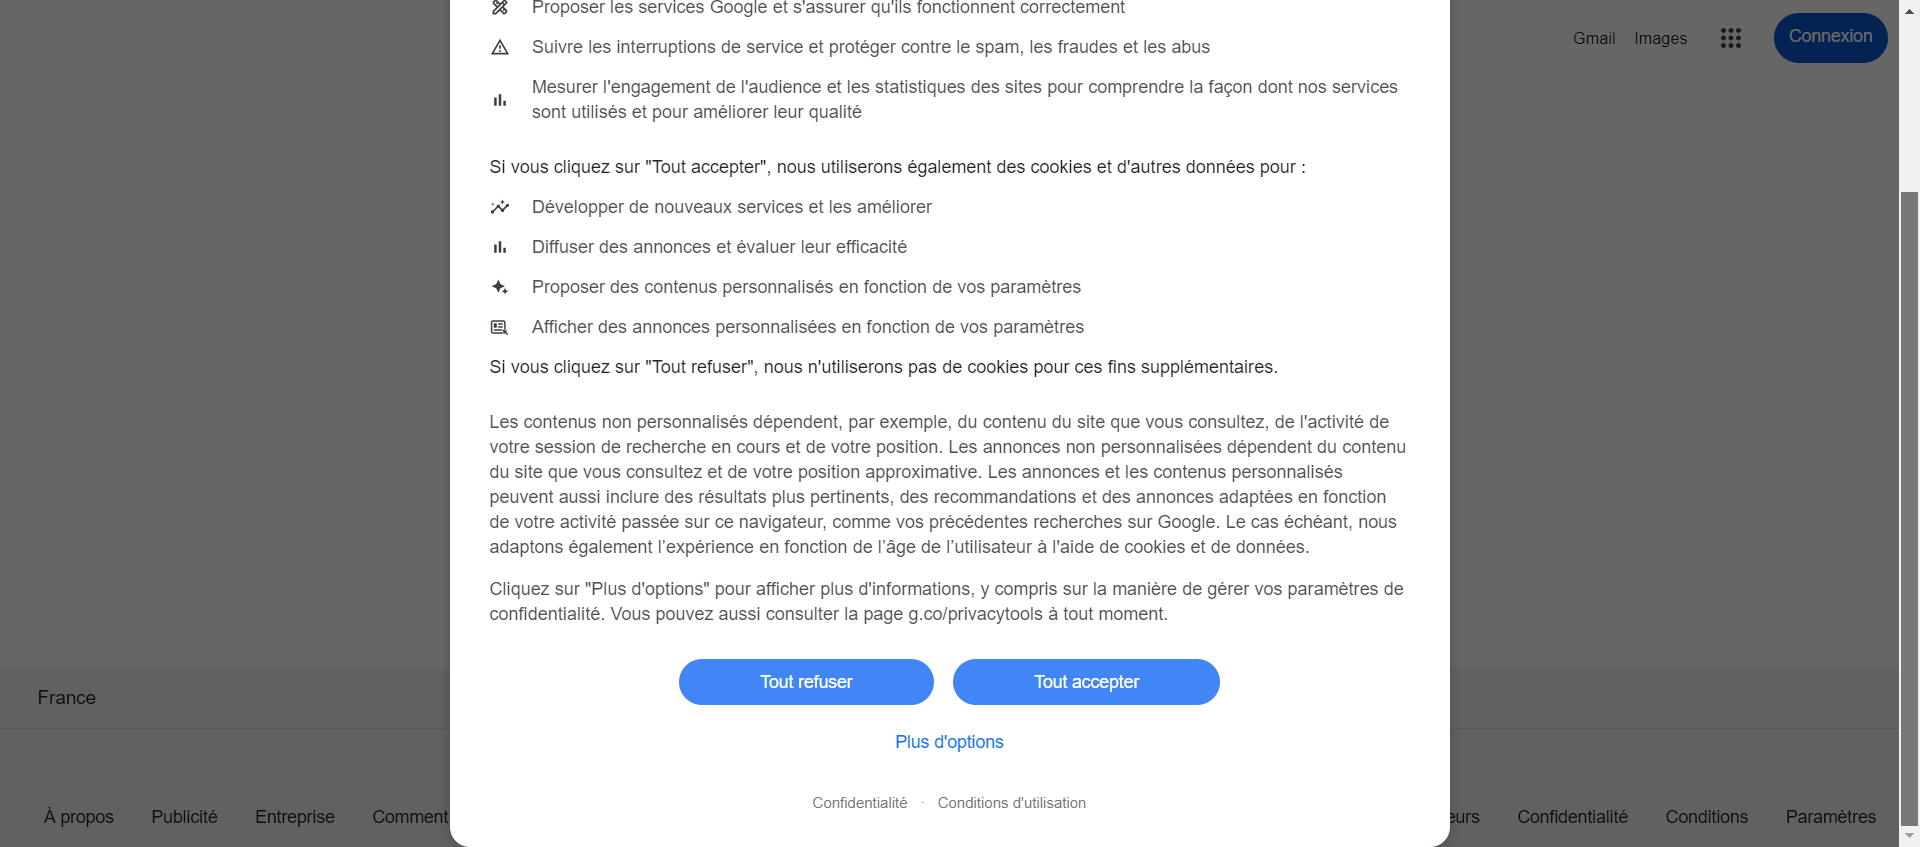 Proposer les services Google et s'assurer qu'ils fonctionnent correctement
Gmail Images Connexion
Suivre les interruptions de service et protéger contre le spam, les fraudes et les abus
Mesurer l'engagement de l'audience et les statistiques des sites pour comprendre la façon dont nos services
sont utilisés et pour améliorer leur qualité
Si vous cliquez sur "Tout accepter", nous utiliserons également des cookies et d'autres données pour :
Développer de nouveaux services et les améliorer
Diffuser des annonces et évaluer leur efficacité
Proposer des contenus personnalisés en fonction de vos paramètres
Afficher des annonces personnalisées en fonction de vos paramètres
Si vous cliquez sur "Tout refuser", nous n'utiliserons pas de cookies pour ces fins supplémentaires.
Les contenus non personnalisés dépendent, par exemple, du contenu du site que vous consultez, de l'activité de
votre session de recherche en cours et de votre position. Les annonces non personnalisées dépendent du contenu
du site que vous consultez et de votre position approximative. Les annonces et les contenus personnalisés
peuvent aussi inclure des résultats plus pertinents, des recommandations et des annonces adaptées en fonction
de votre activité passée sur ce navigateur, comme vos précédentes recherches sur Google. Le cas échéant, nous
adaptons également l’expérience en fonction de l’âge de l’utilisateur à l'aide de cookies et de données.
Cliquez sur "Plus d'options" pour afficher plus d'informations, y compris sur la manière de gérer vos paramètres de
confidentialité. Vous pouvez aussi consulter la page g.co/privacytools à tout moment.
Tout refuser Tout accepter
France
Plus d'options
Confidentialité · Conditions d'utilisation
À propos Publicité Entreprise Comment eurs Confidentialité Conditions Paramètres